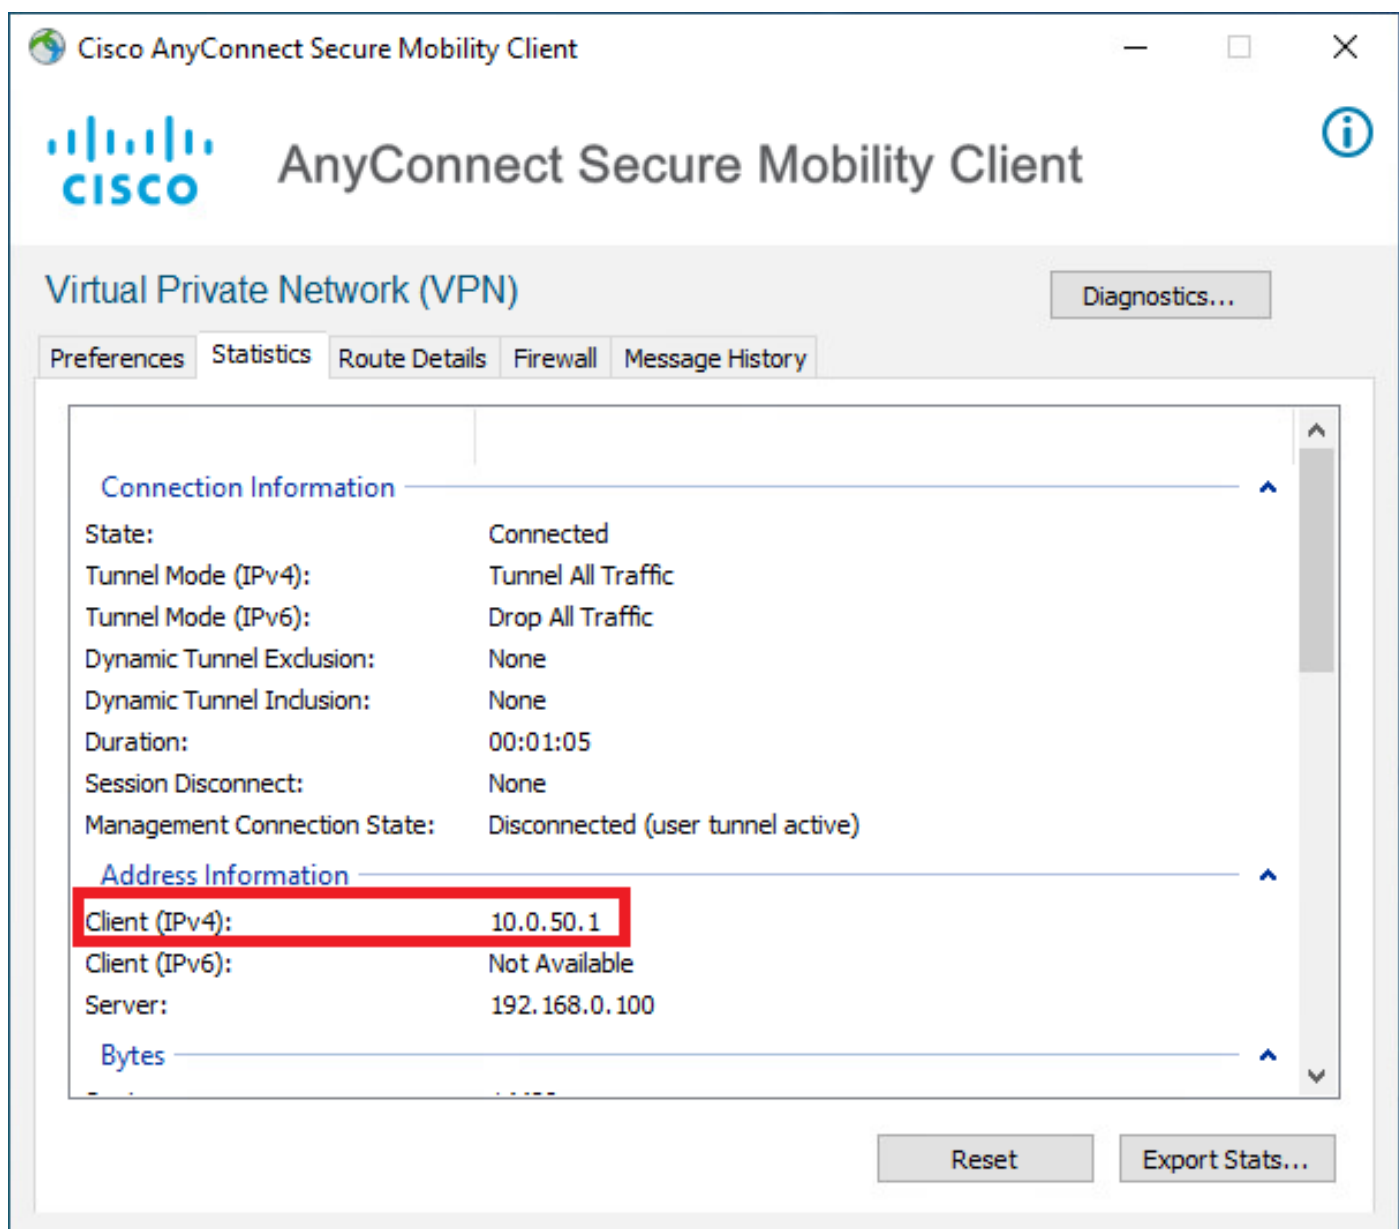 Cisco AnyConnect Secure Mobility Client
CISCO
AnyConnect Secure Mobility Client
Virtual Private Network (VPN)
Diagnostics...
Preferences Statistics Route Details Firewall Message History
Connection Information
State: Connected
Tunnel Mode (IPv4): Tunnel All Traffic
Tunnel Mode (IPv6): Drop All Traffic
Dynamic Tunnel Exclusion: None
Dynamic Tunnel Inclusion: None
Duration: 00:01:05
Session Disconnect: None
Management Connection State: Disconnected (user tunnel active)
Address Information
Client (IPv4): 10.0.50.1
Client (IPv6): Not Available
Server: 192.168.0.100
Bytes
Reset Export Stats...